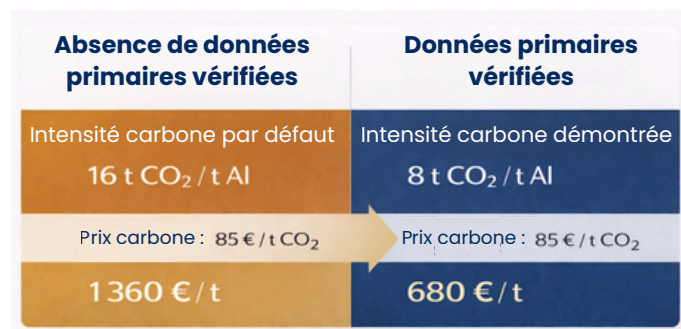 Absence de données
primaires vérifiées
Données primaires
vérifiées
Intensité carbone par défaut
16 t CO₂ / t Al
Intensité carbone démontrée
8 t CO₂ / t Al
Prix carbone : 85 € / t CO₂
Prix carbone : 85 € / t CO₂
1 360 € / t
680 € / t